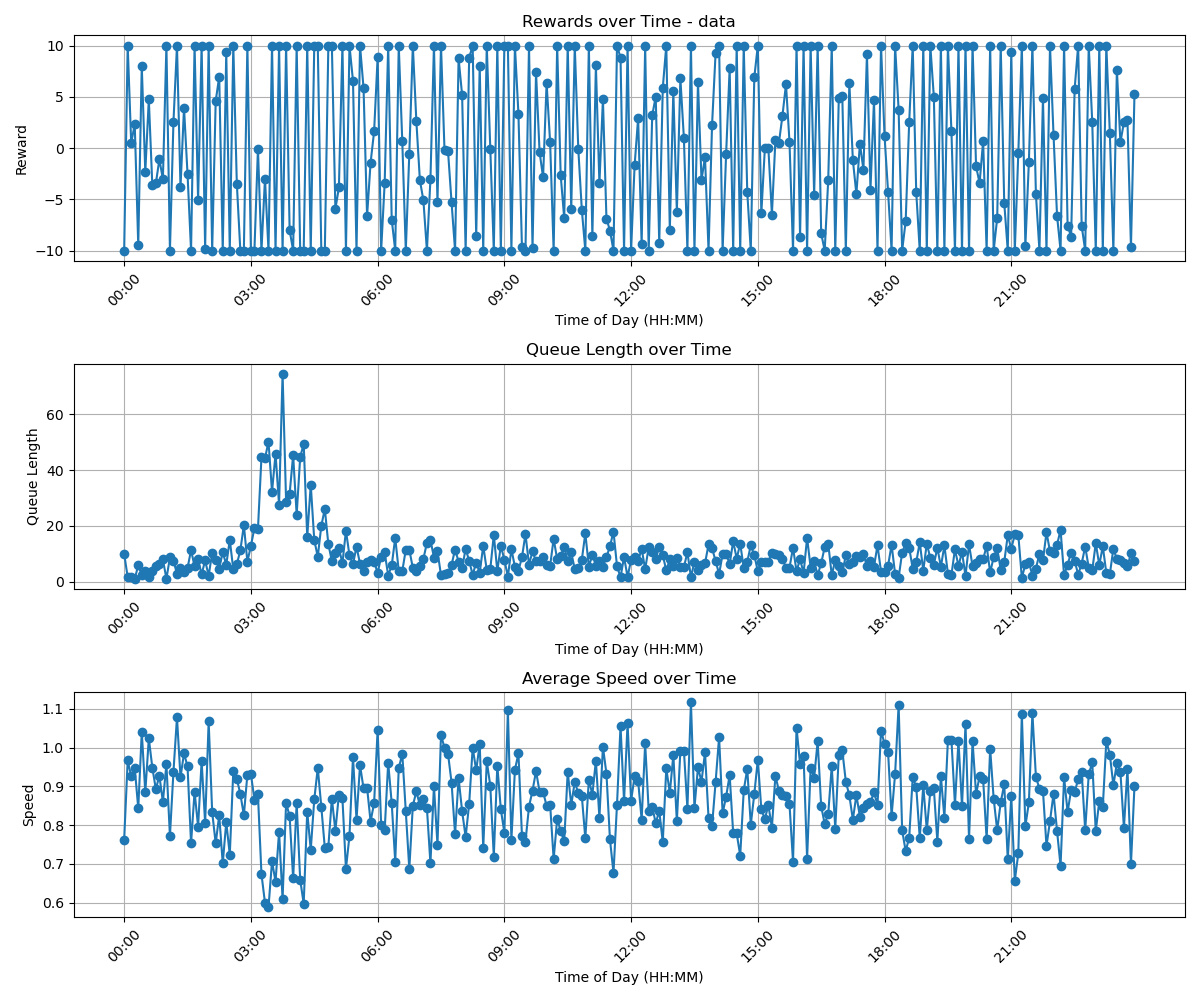 Rewards over Time - data
Reward
10
5
0
−5
−10
00:00 03:00 06:00 09:00 12:00 15:00 18:00 21:00
Time of Day (HH:MM)
Queue Length over Time
Queue Length
60
40
20
0
00:00 03:00 06:00 09:00 12:00 15:00 18:00 21:00
Time of Day (HH:MM)
Average Speed over Time
Speed
1.1
1.0
0.9
0.8
0.7
0.6
00:00 03:00 06:00 09:00 12:00 15:00 18:00 21:00
Time of Day (HH:MM)